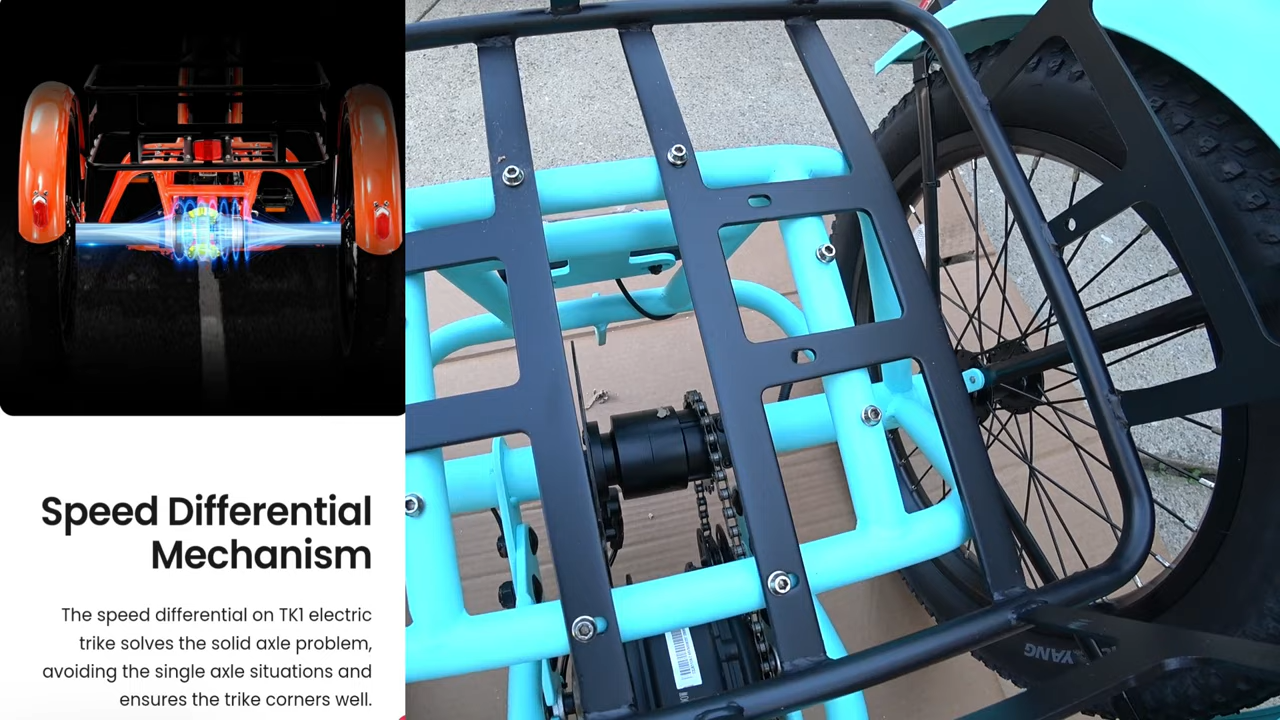 Speed Differential
Mechanism
The speed differential on TK1 electric
trike solves the solid axle problem,
avoiding the single axle situations and
ensures the trike corners well.
YANG